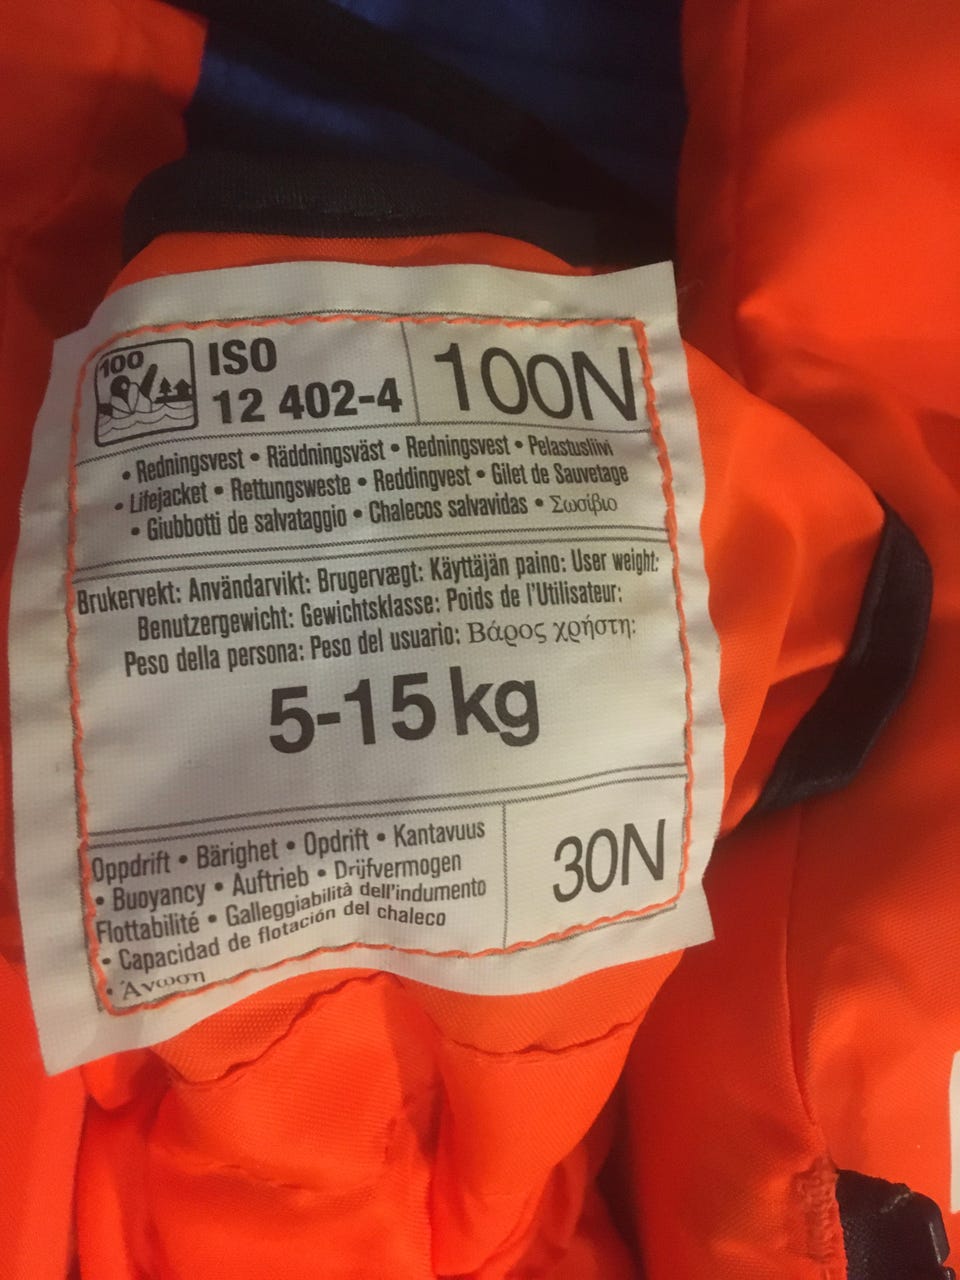 100
ISO
12 402-4
100N
• Redningsvest • Räddningsväst • Redningsvest • Pelastusliivi
• Lifejacket • Rettungsweste • Reddingvest • Gilet de Sauvetage
• Giubbotti de salvataggio • Chalecos salvavidas • Σωσίβιο
Brukervekt: Användarvikt: Brugervægt: Käyttäjän paino: User weight:
Benutzergewicht: Gewichtsklasse: Poids de l'Utilisateur:
Peso della persona: Peso del usuario: Βάρος χρήστη:
5-15 kg
Oppdrift • Bärighet • Opdrift • Kantavuus
• Buoyancy • Auftrieb • Drijfvermogen
Flottabilité • Galleggiabilità dell'indumento
• Capacidad de flotación del chaleco
• Άνωση
30N